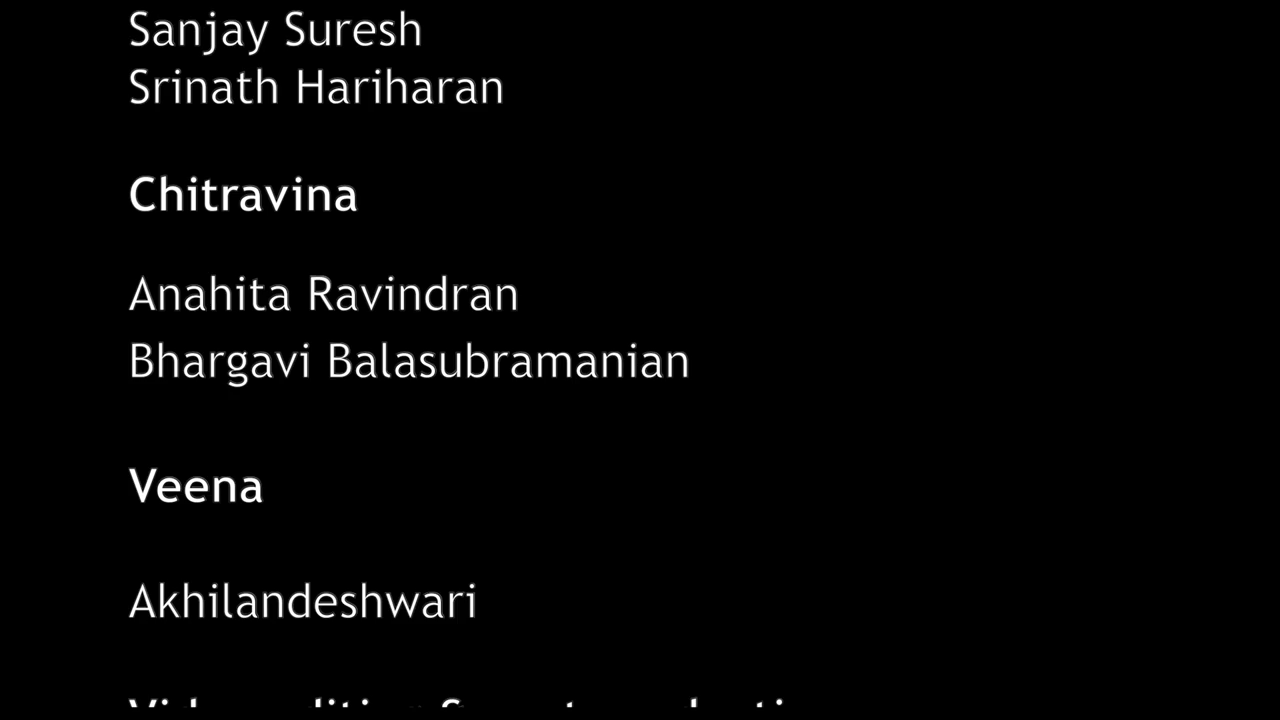 Sanjay Suresh
Srinath Hariharan
Chitravina
Anahita Ravindran
Bhargavi Balasubramanian
Veena
Akhilandeshwari